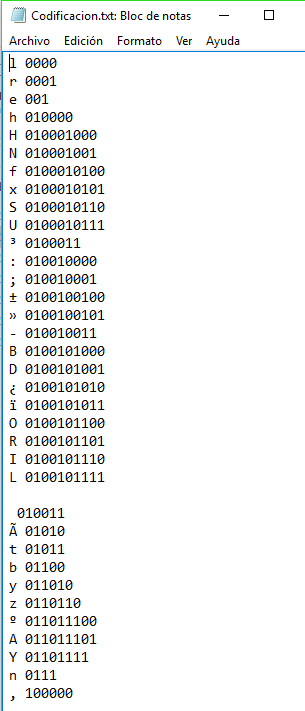 Codificacion.txt: Bloc de notas
Archivo Edición Formato Ver Ayuda
l 0000
r 0001
e 001
h 010000
H 010001000
N 010001001
f 0100010100
x 0100010101
S 0100010110
U 0100010111
³ 0100011
: 010010000
; 010010001
± 0100100100
» 0100100101
- 010010011
B 0100101000
D 0100101001
¿ 0100101010
ï 0100101011
O 0100101100
R 0100101101
I 0100101110
L 0100101111
010011
Ã 01010
t 01011
b 01100
y 011010
z 0110110
º 011011100
A 011011101
Y 01101111
n 0111
, 100000